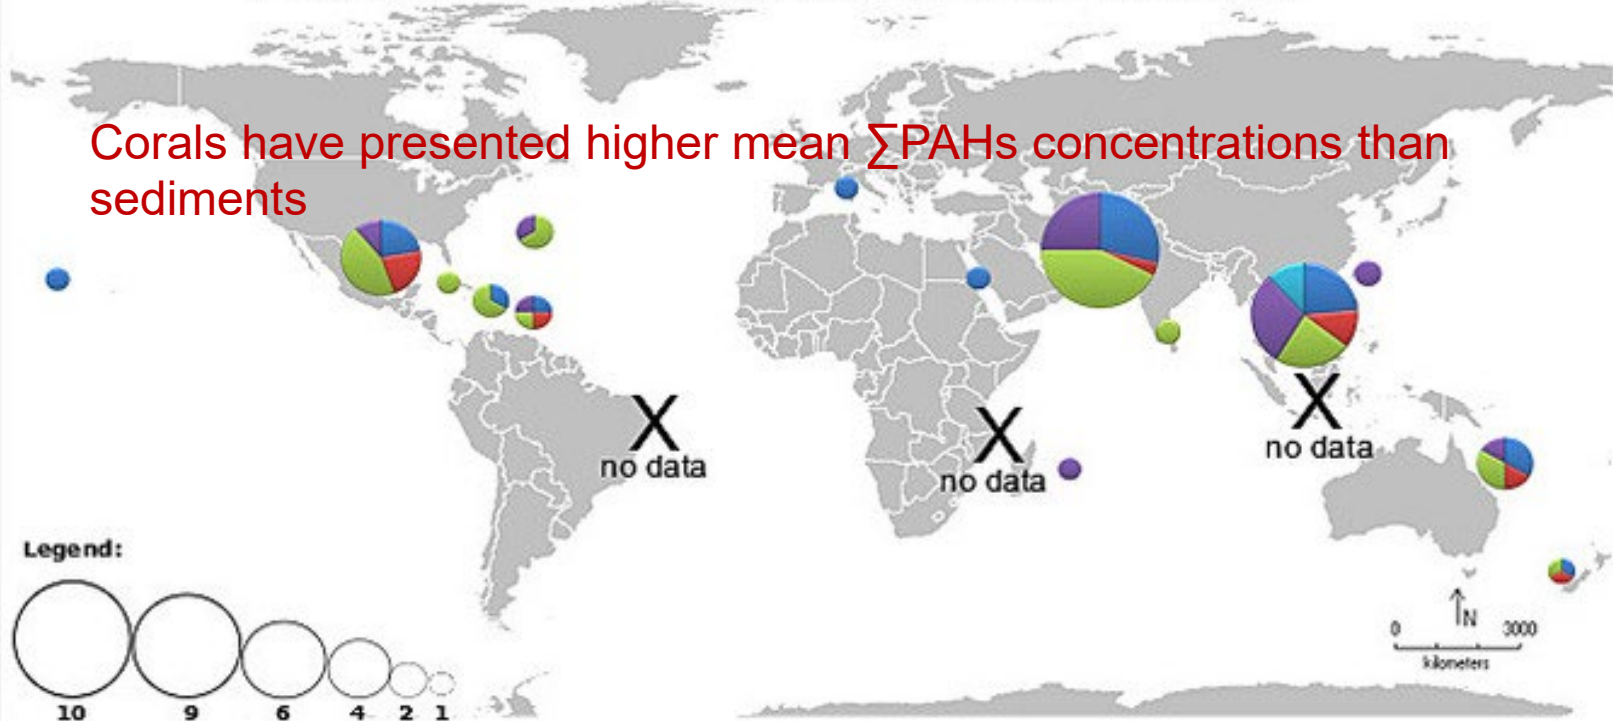 Corals have presented higher mean ∑PAHs concentrations than
sediments
X
no data
X
no data
X
no data
Legend:
10 9 6 4 2 1
N
0 3000
kilometers